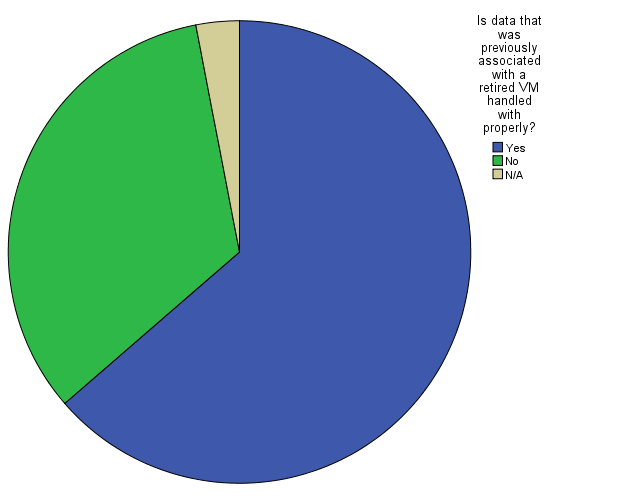 Is data that
was
previously
associated
with a
retired VM
handled
with
properly?
Yes
No
N/A